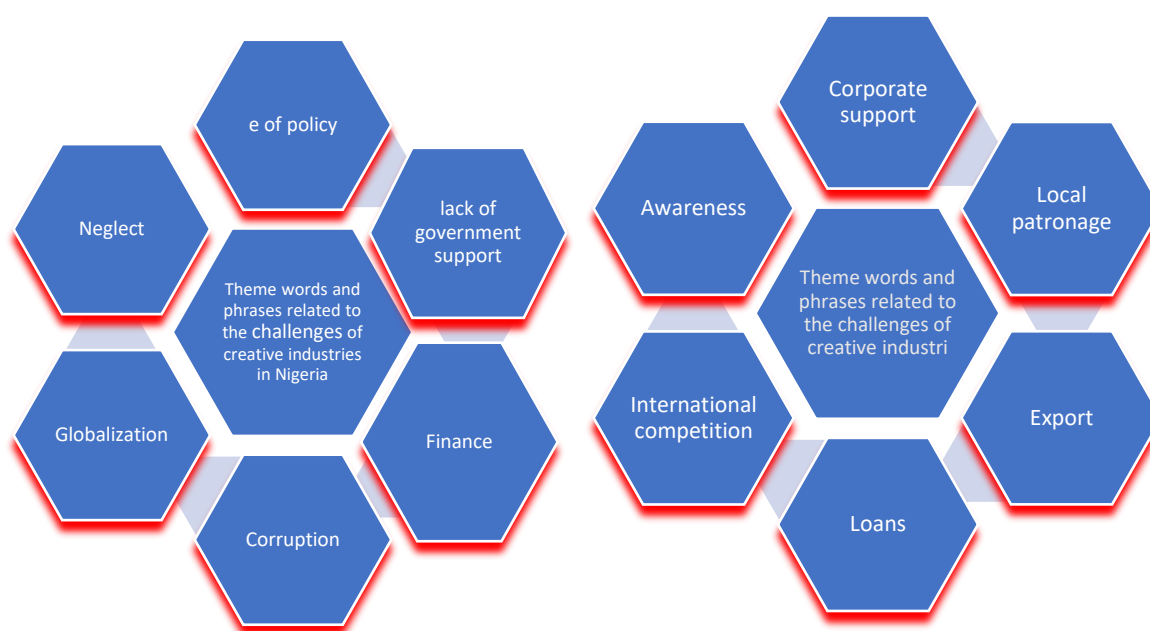 e of policy
lack of
government
support
Finance
Corruption
Globalization
Neglect
Theme words and
phrases related to
the challenges of
creative industries
in Nigeria
Corporate
support
Local
patronage
Export
Loans
International
competition
Awareness
Theme words and
phrases related to
the challenges of
creative industri